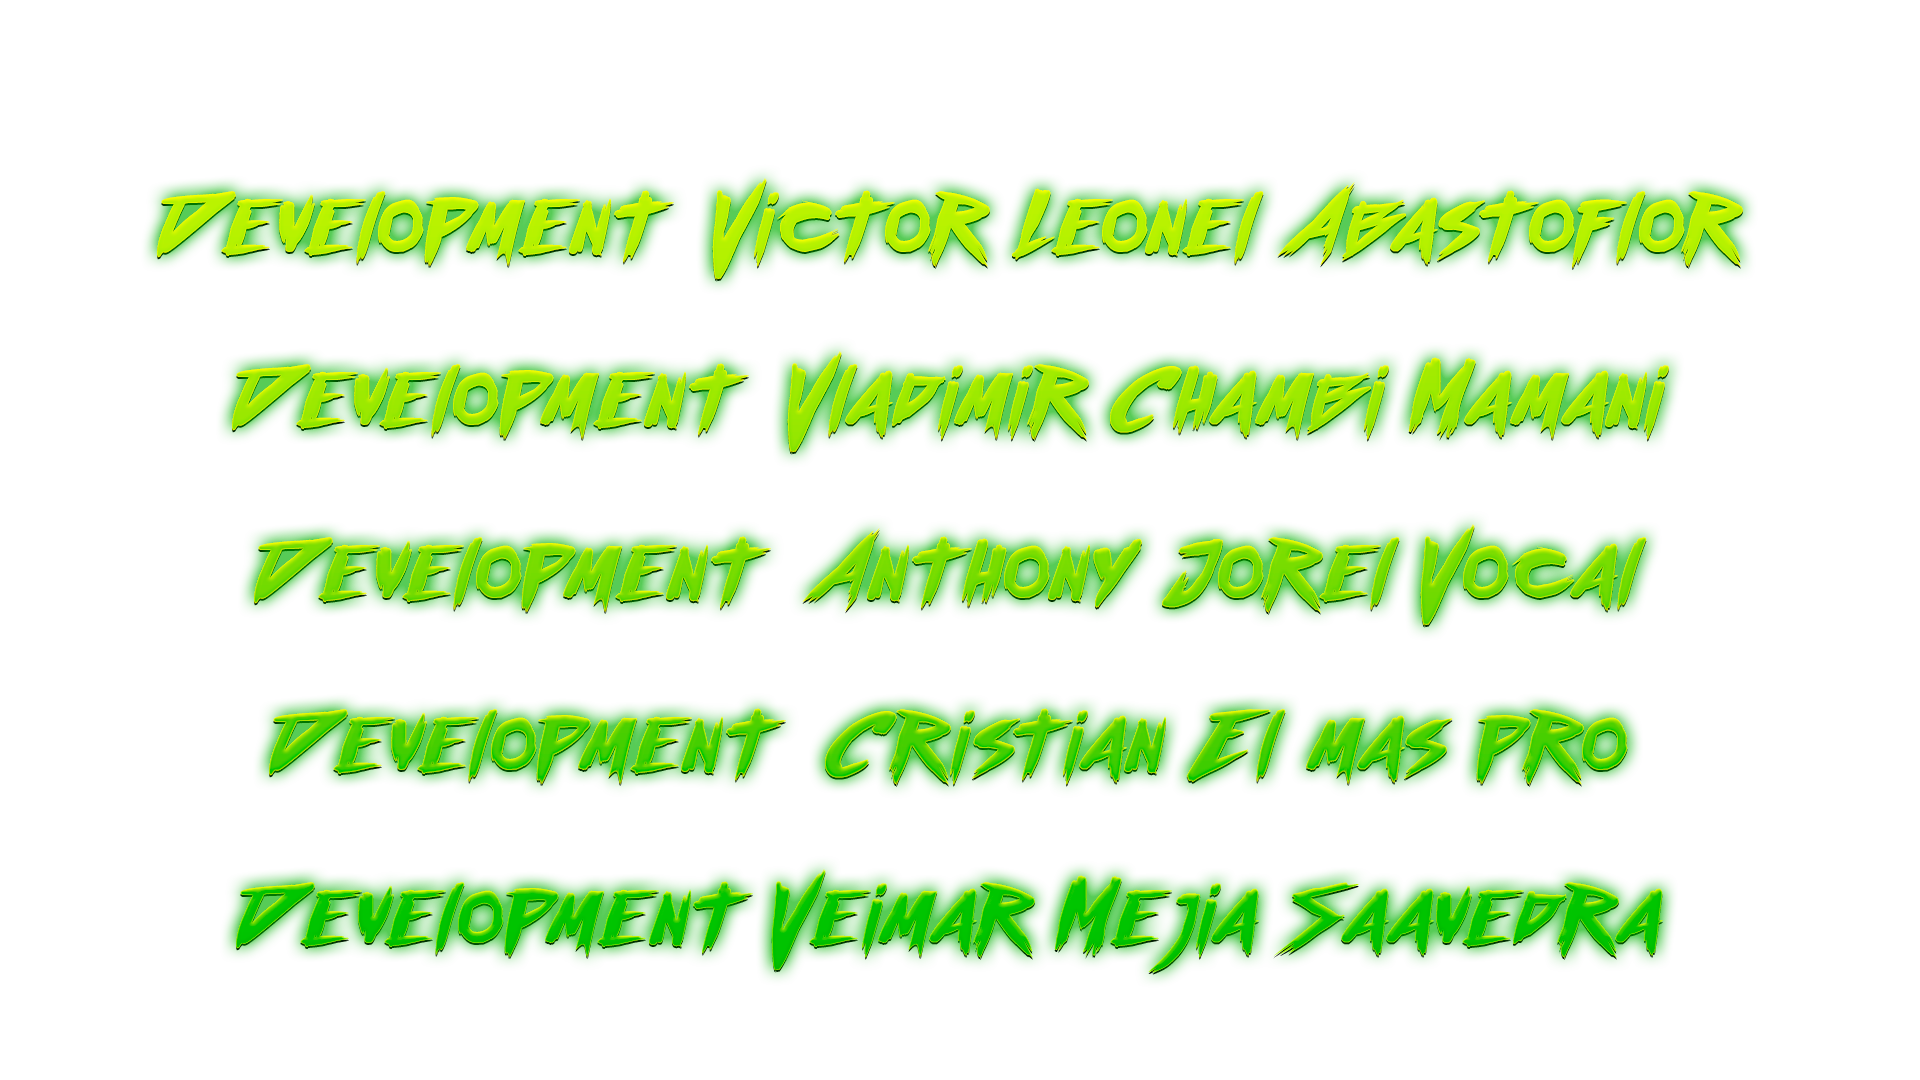 Development Victor Leonel Abastoflor
Development Vladimir Chambi Mamani
Development Anthony Jorel Vocal
Development Cristian El mas pro
Development Veimar Mejia Saavedra